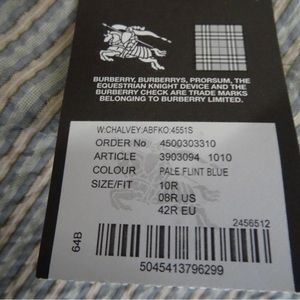 BURBERRY, BURBERRYS, PRORSUM, THE
EQUESTRIAN KNIGHT DEVICE AND THE
BURBERRY CHECK ARE TRADE MARKS
BELONGING TO BURBERRY LIMITED.
W:CHALVEY:ABFKO:4551S
ORDER No 4500303310
ARTICLE 3903094 1010
COLOUR PALE FLINT BLUE
SIZE/FIT 10R
08R US
42R EU
2456512
64B
5045413796299